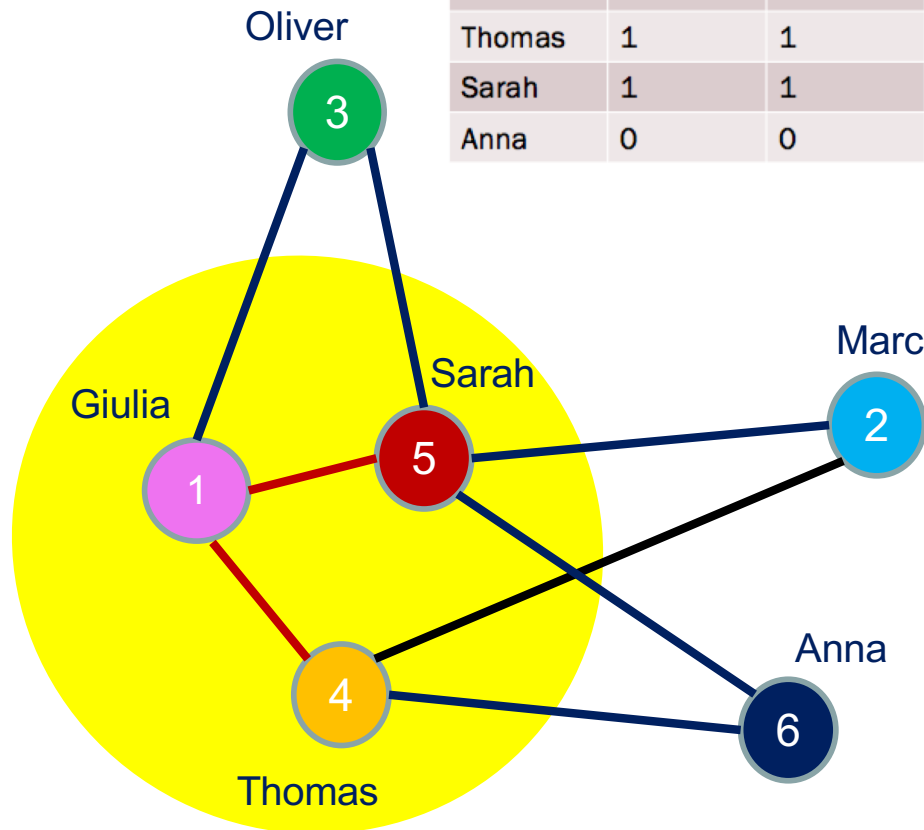 Oliver
Thomas 1 1
Sarah 1 1
Anna 0 0
3
Marc
Sarah
Giulia
2
5
1
Anna
4
6
Thomas